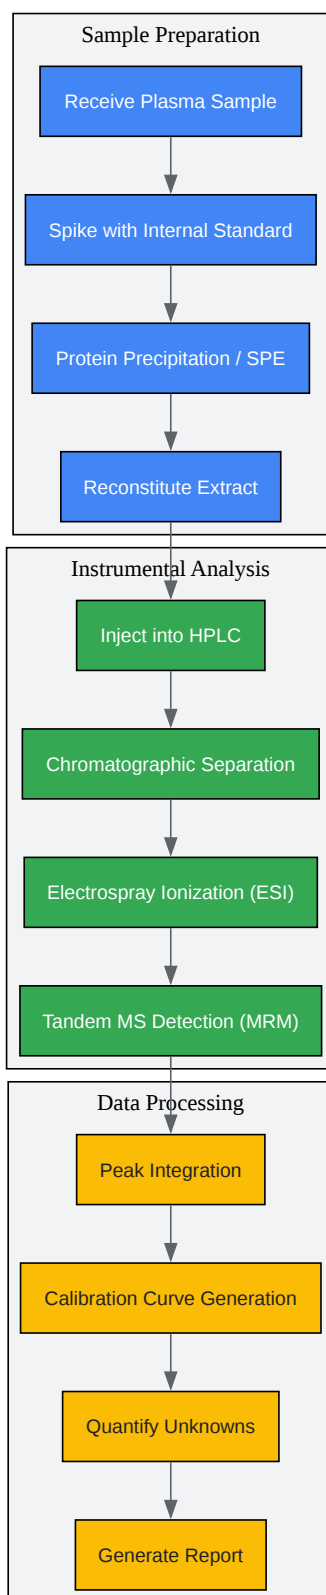 Sample Preparation
Receive Plasma Sample
Spike with Internal Standard
Protein Precipitation / SPE
Reconstitute Extract
Instrumental Analysis
Inject into HPLC
Chromatographic Separation
Electrospray Ionization (ESI)
Tandem MS Detection (MRM)
Data Processing
Peak Integration
Calibration Curve Generation
Quantify Unknowns
Generate Report